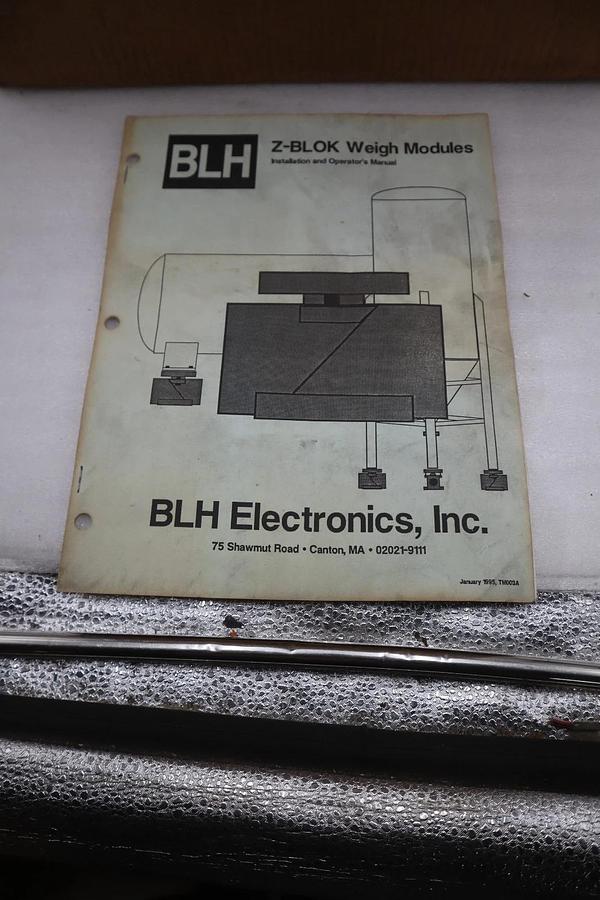 BLH
Z-BLOK Weigh Modules
Installation and Operator's Manual
BLH Electronics, Inc.
75 Shawmut Road • Canton, MA • 02021-9111
January 1995, TM003A